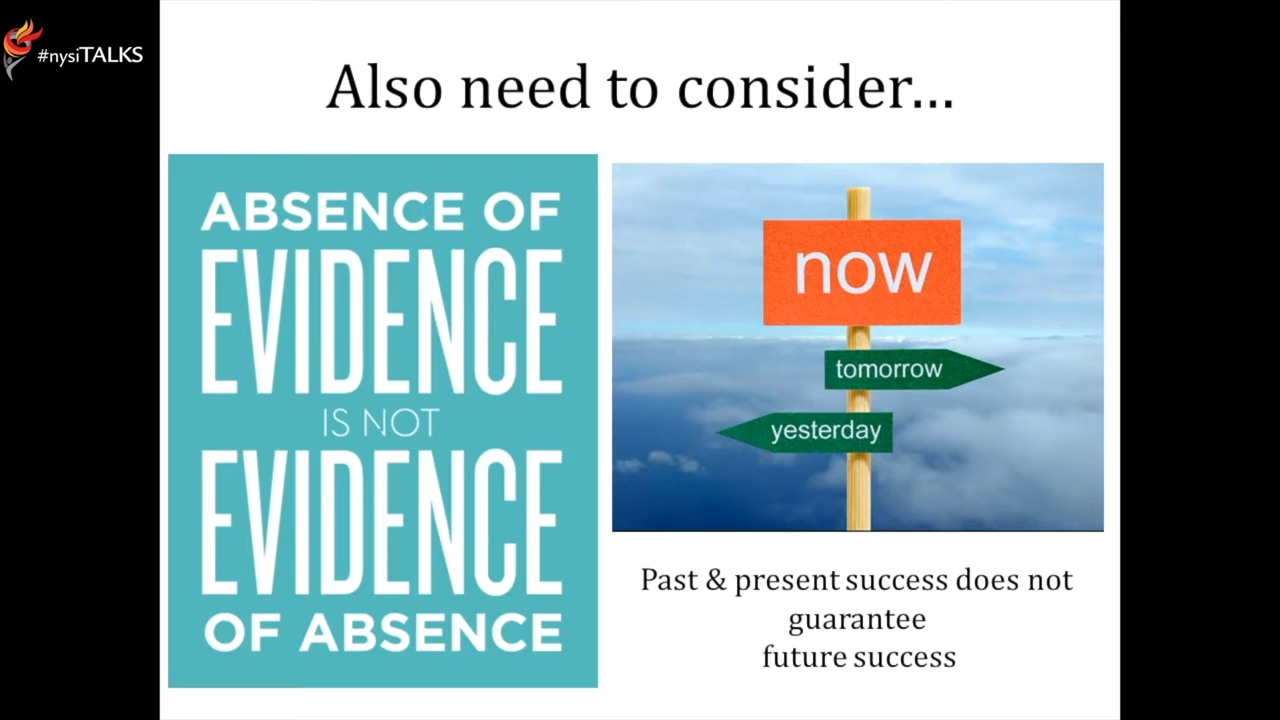 #nysiTALKS
Also need to consider...
ABSENCE OF
EVIDENCE
IS NOT
EVIDENCE
OF ABSENCE
now
tomorrow
yesterday
Past & present success does not
guarantee
future success